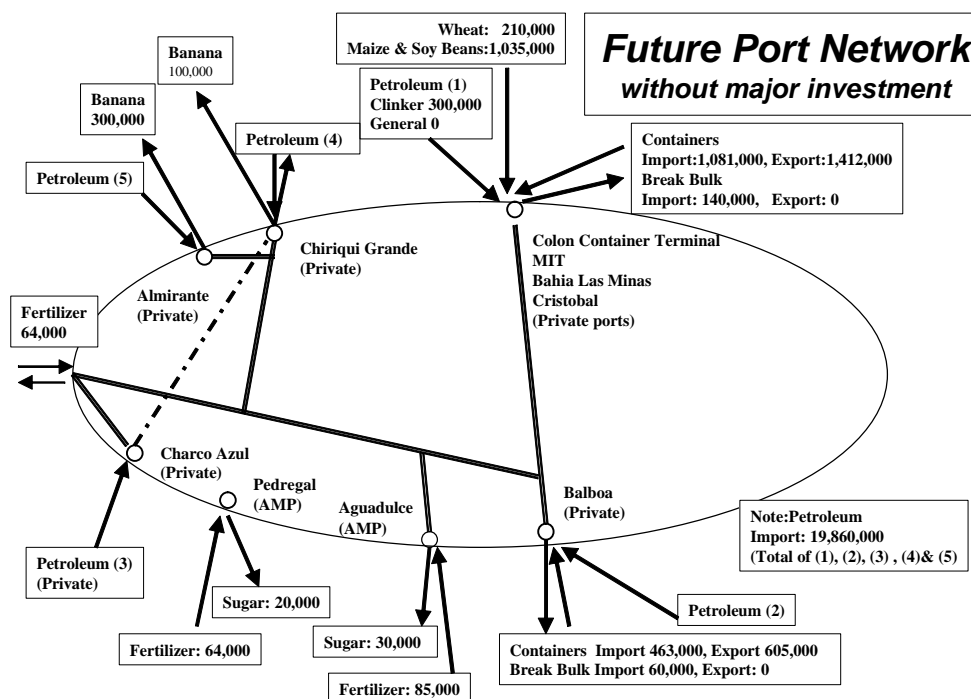 Future Port Network
without major investment
Wheat: 210,000
Maize & Soy Beans:1,035,000
Banana
100,000
Banana
300,000
Petroleum (1)
Clinker 300,000
General 0
Petroleum (4)
Containers
Import:1,081,000, Export:1,412,000
Break Bulk
Import: 140,000, Export: 0
Petroleum (5)
Chiriqui Grande
(Private)
Colon Container Terminal
MIT
Bahia Las Minas
Cristobal
(Private ports)
Almirante
(Private)
Fertilizer
64,000
Charco Azul
(Private)
Pedregal
(AMP)
Aguadulce
(AMP)
Balboa
(Private)
Note:Petroleum
Import: 19,860,000
(Total of (1), (2), (3) , (4)& (5)
Petroleum (3)
(Private)
Sugar: 20,000
Petroleum (2)
Fertilizer: 64,000
Sugar: 30,000
Containers Import 463,000, Export 605,000
Break Bulk Import 60,000, Export: 0
Fertilizer: 85,000